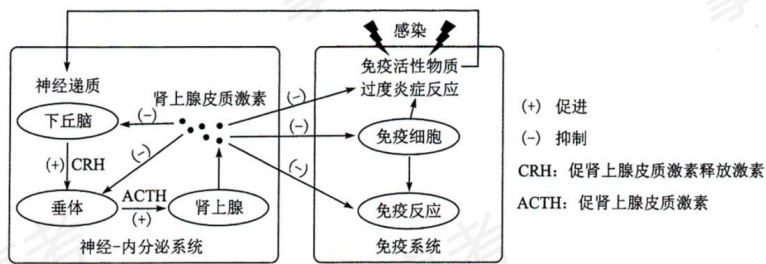 感染
免疫活性物质
过度炎症反应
神经递质
肾上腺皮质激素
(-)
下丘脑
(-)
(-)
免疫细胞
(+) CRH
(-)
(-)
垂体
ACTH
(+)
肾上腺
免疫反应
神经-内分泌系统
免疫系统
(+) 促进
(-) 抑制
CRH：促肾上腺皮质激素释放激素
ACTH：促肾上腺皮质激素